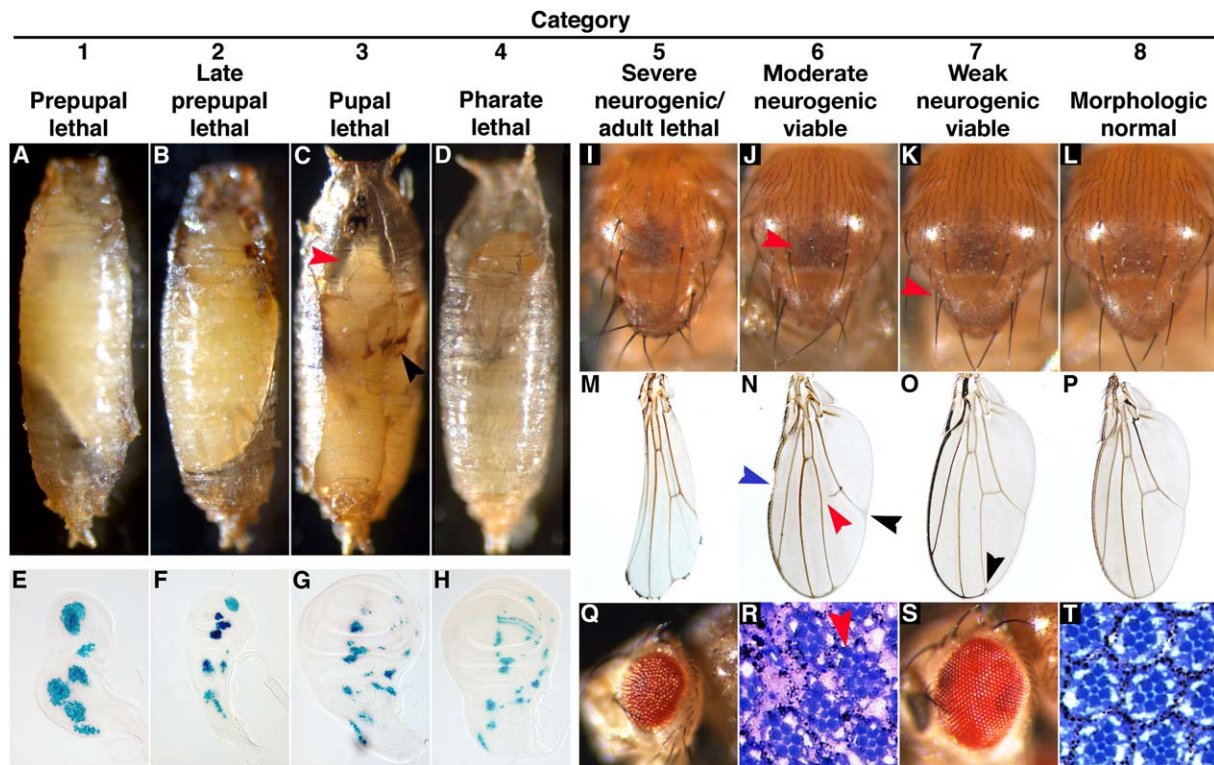 Category
1 2 3 4 5 6 7 8
Prepupal
lethal
Late
prepupal
lethal
Pupal
lethal
Pharate
lethal
Severe
neurogenic/
adult lethal
Moderate
neurogenic
viable
Weak
neurogenic
viable
Morphologic
normal
A B C D I J K L
M N O P
E F G H Q R S T